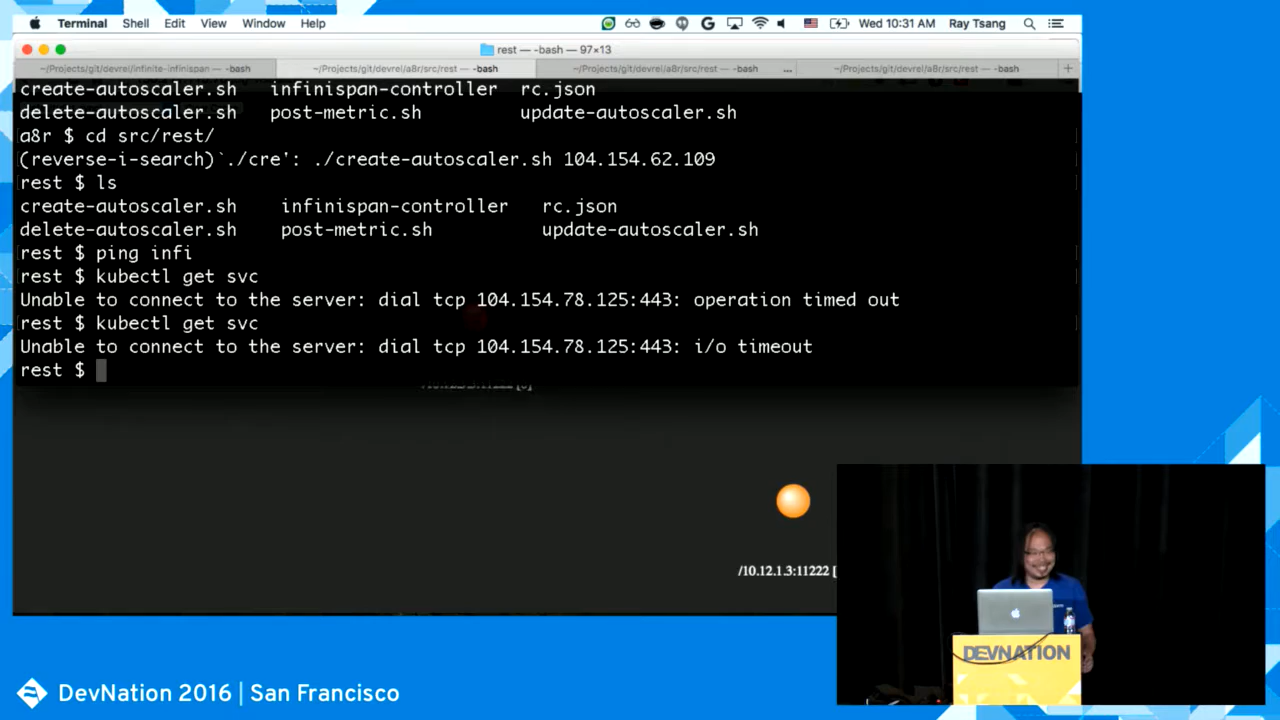 Terminal Shell Edit View Window Help Wed 10:31 AM Ray Tsang
rest — -bash — 97×13
~/Projects/git/devrel/infinite-infinispan — -bash ~/Projects/git/devrel/a8r/src/rest — -bash ~/Projects/git/devrel/a8r/src/rest — -bash ... ~/Projects/git/devrel/a8r/src/rest — -bash +
create-autoscaler.sh infinispan-controller rc.json
delete-autoscaler.sh post-metric.sh update-autoscaler.sh
a8r $ cd src/rest/
(reverse-i-search)`./cre': ./create-autoscaler.sh 104.154.62.109
rest $ ls
create-autoscaler.sh infinispan-controller rc.json
delete-autoscaler.sh post-metric.sh update-autoscaler.sh
rest $ ping infi
rest $ kubectl get svc
Unable to connect to the server: dial tcp 104.154.78.125:443: operation timed out
rest $ kubectl get svc
Unable to connect to the server: dial tcp 104.154.78.125:443: i/o timeout
rest $
/10.12.1.3:11222 [
DEVNATION
DevNation 2016 | San Francisco